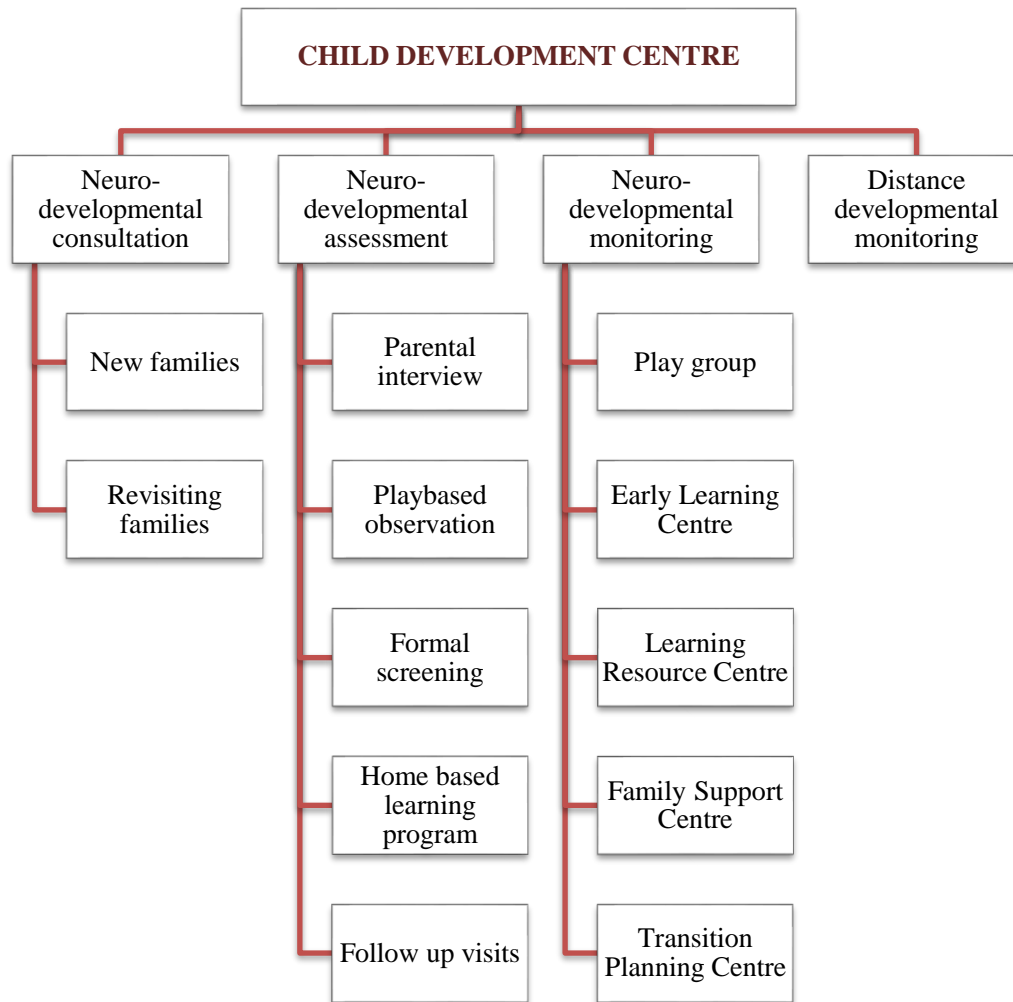 CHILD DEVELOPMENT CENTRE
Neuro-
developmental
consultation
New families
Revisiting
families
Neuro-
developmental
assessment
Parental
interview
Playbased
observation
Formal
screening
Home based
learning
program
Follow up visits
Neuro-
developmental
monitoring
Play group
Early Learning
Centre
Learning
Resource Centre
Family Support
Centre
Transition
Planning Centre
Distance
developmental
monitoring